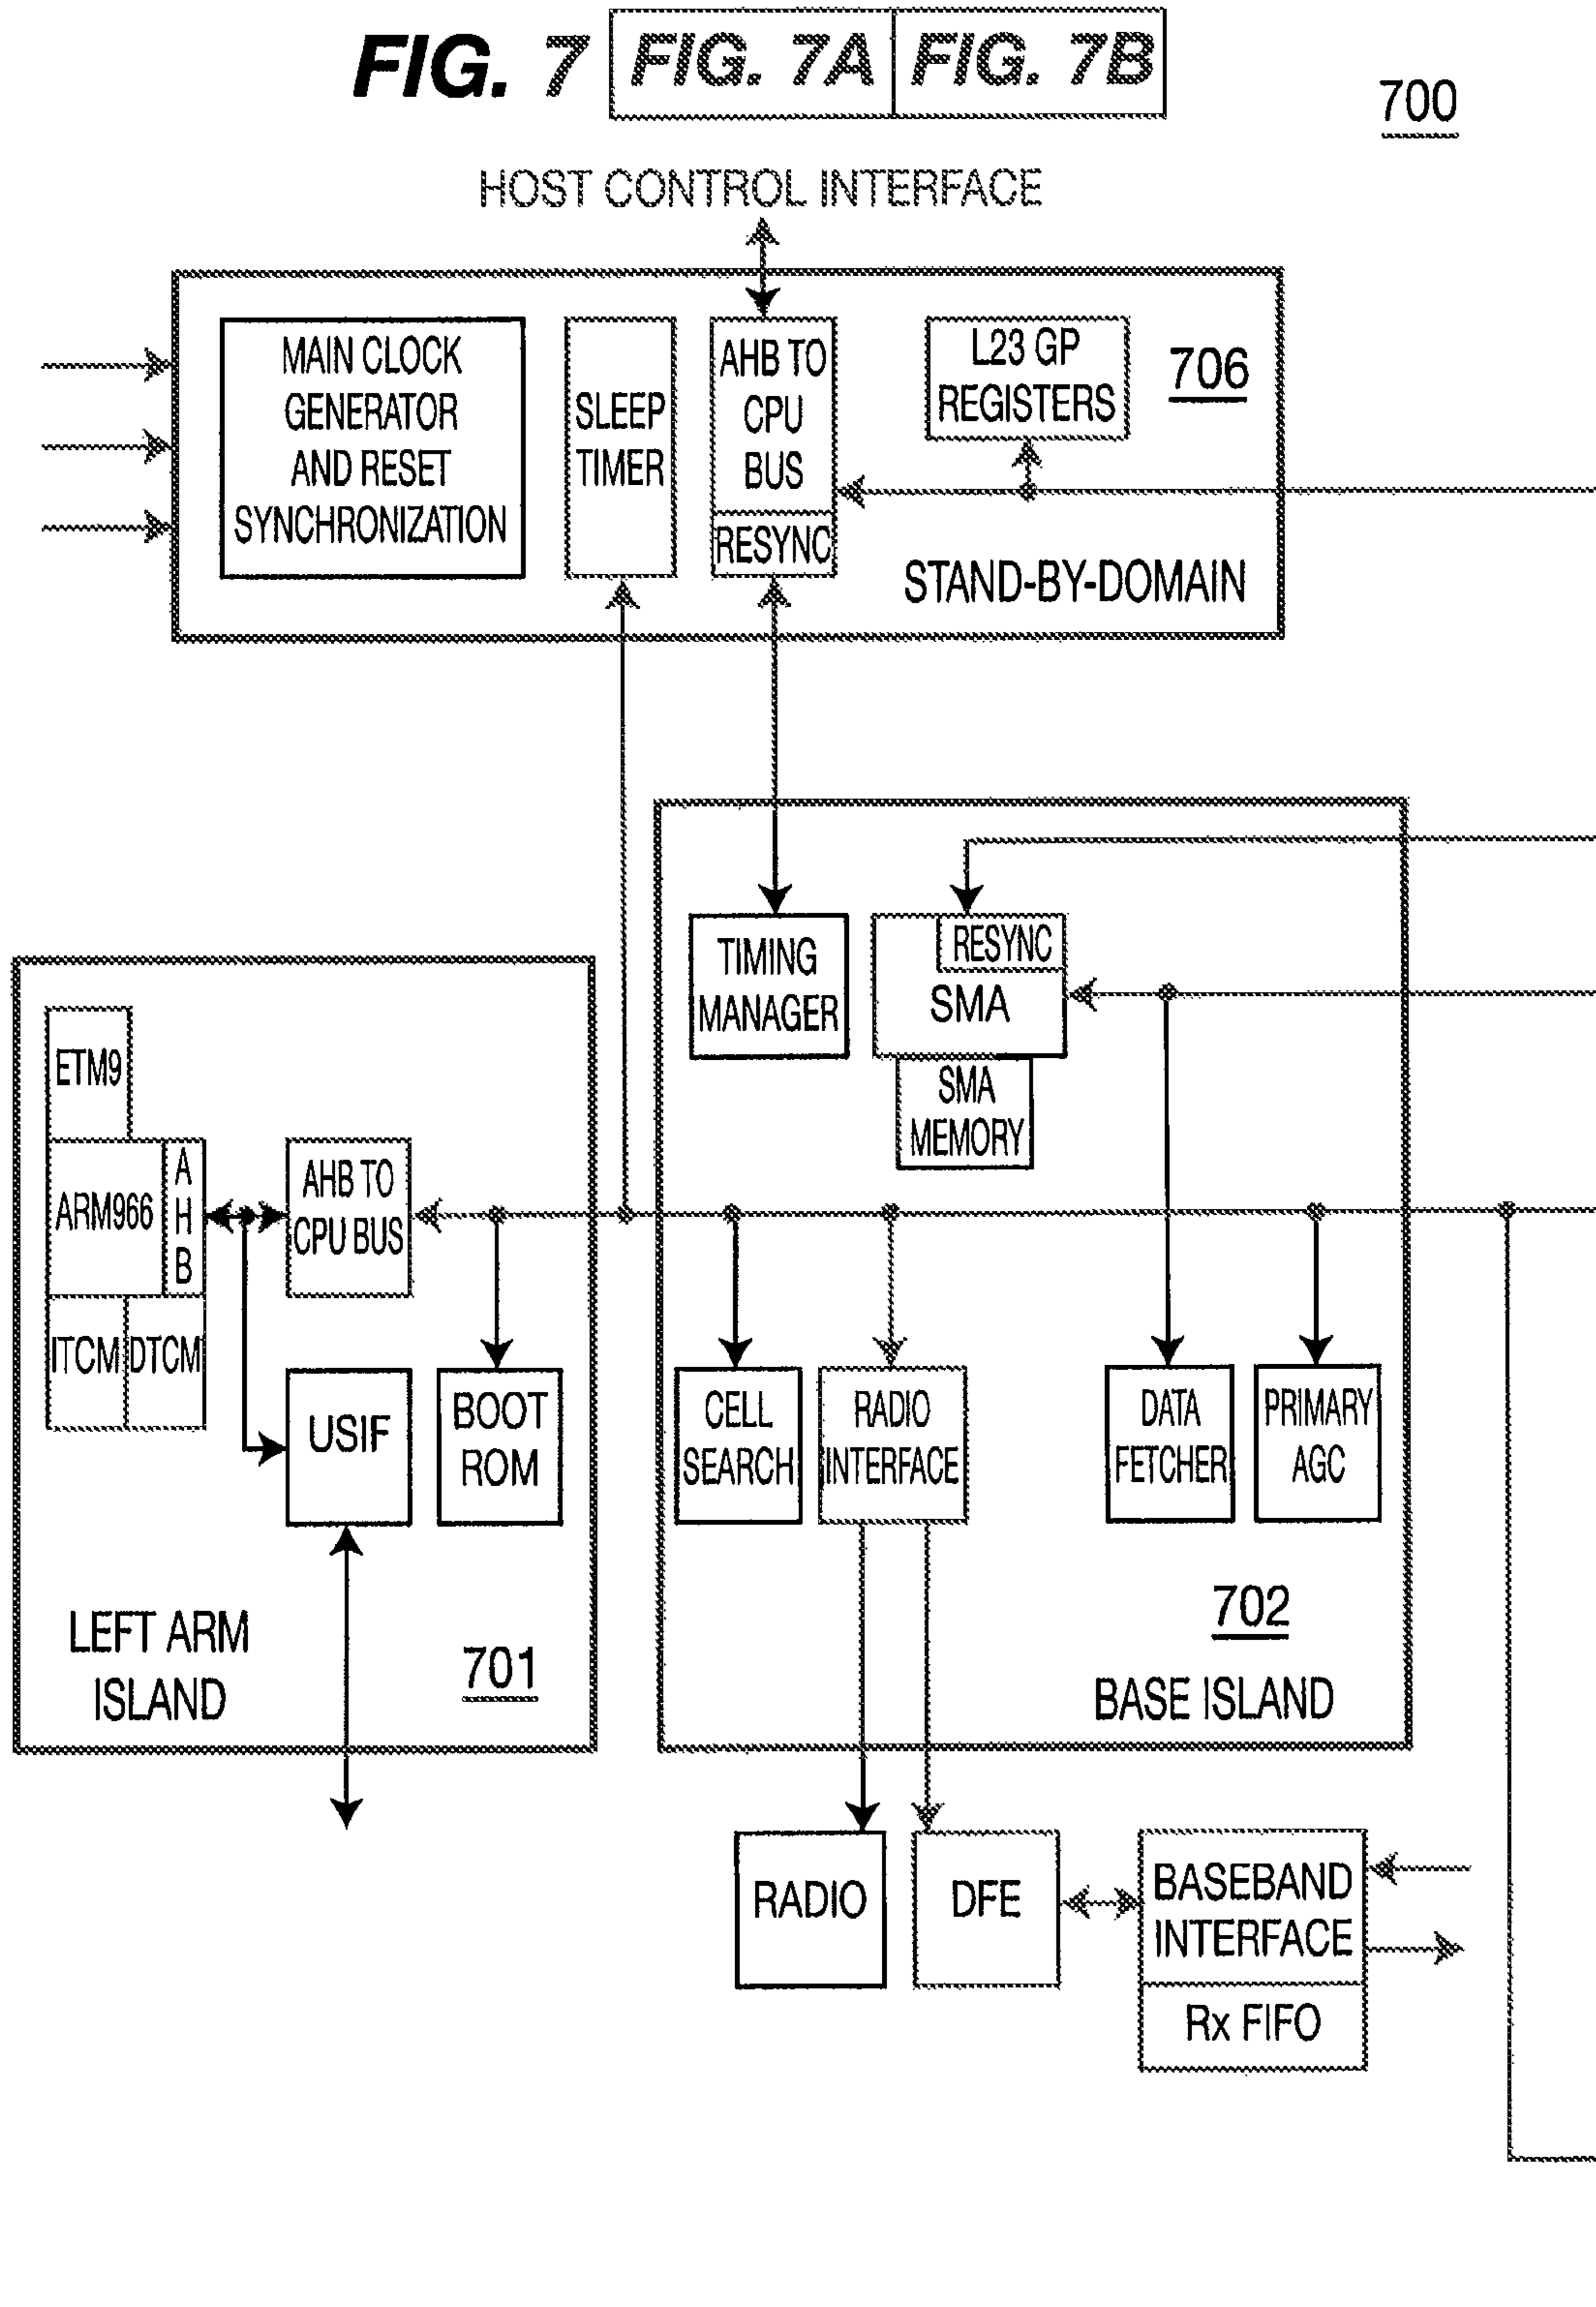 FIG. 7 FIG. 7A FIG. 7B
700
HOST CONTROL INTERFACE
MAIN CLOCK
GENERATOR
AND RESET
SYNCHRONIZATION
SLEEP
TIMER
AHB TO
CPU
BUS
RESYNC
L23 GP
REGISTERS
706
STAND-BY-DOMAIN
TIMING
MANAGER
RESYNC
SMA
SMA
MEMORY
ETM9
ARM966
A
H
B
ITCM
DTCM
AHB TO
CPU BUS
USIF
BOOT
ROM
LEFT ARM
ISLAND
701
CELL
SEARCH
RADIO
INTERFACE
DATA
FETCHER
PRIMARY
AGC
702
BASE ISLAND
RADIO
DFE
BASEBAND
INTERFACE
Rx FIFO